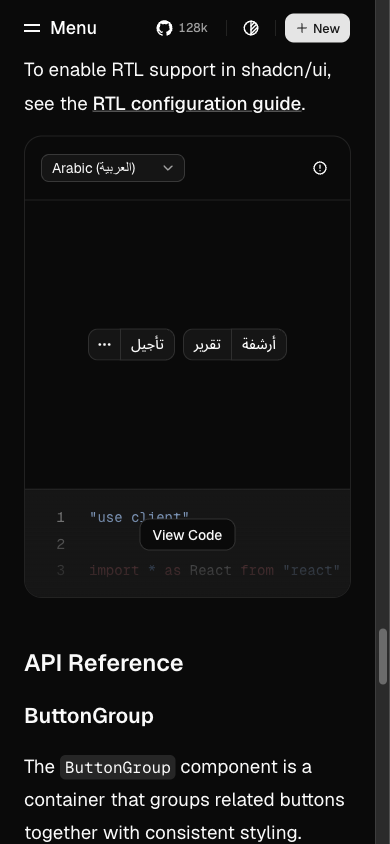 Menu 128k + New
To enable RTL support in shadcn/ui,
see the RTL configuration guide.
Arabic (العربية)
أرشفة تقرير تأجيل ...
1 "use client"
View Code
2
3 import * as React from "react"
API Reference
ButtonGroup
The ButtonGroup component is a
container that groups related buttons
together with consistent styling.